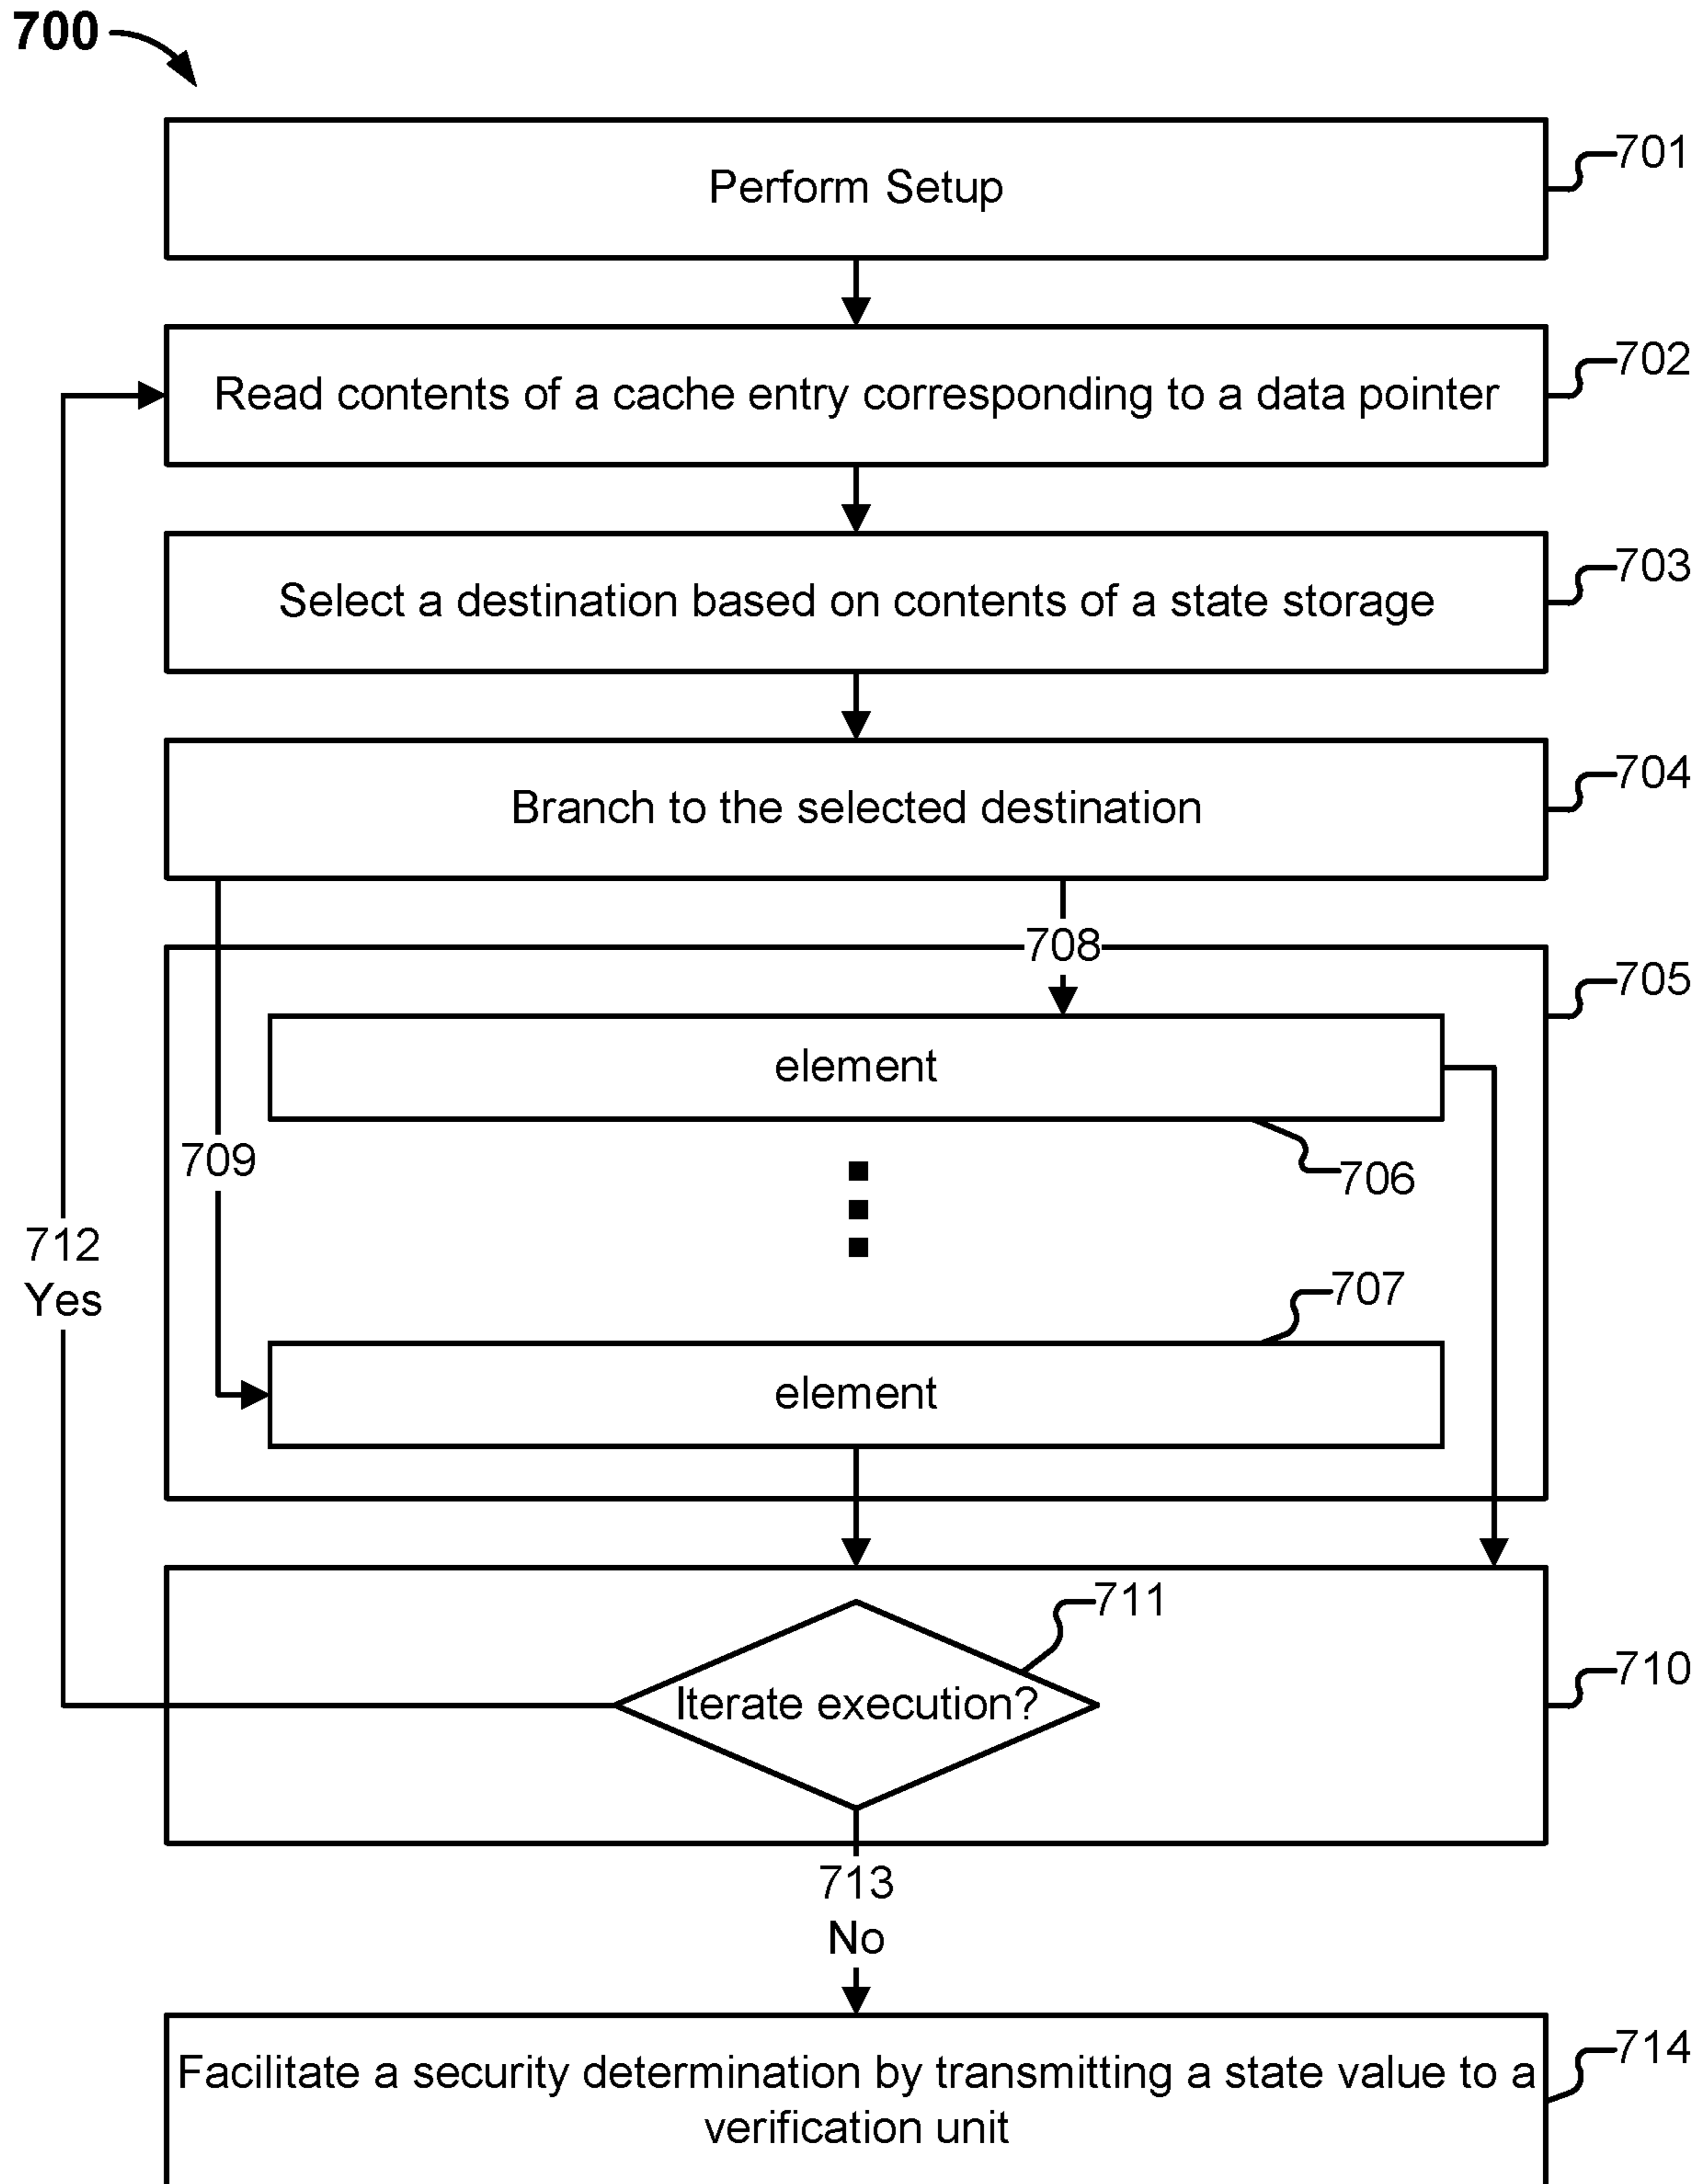 700
701
Perform Setup
702
Read contents of a cache entry corresponding to a data pointer
703
Select a destination based on contents of a state storage
704
Branch to the selected destination
708
705
element
709
706
712
Yes
707
element
711
710
Iterate execution?
713
No
714
Facilitate a security determination by transmitting a state value to a
verification unit